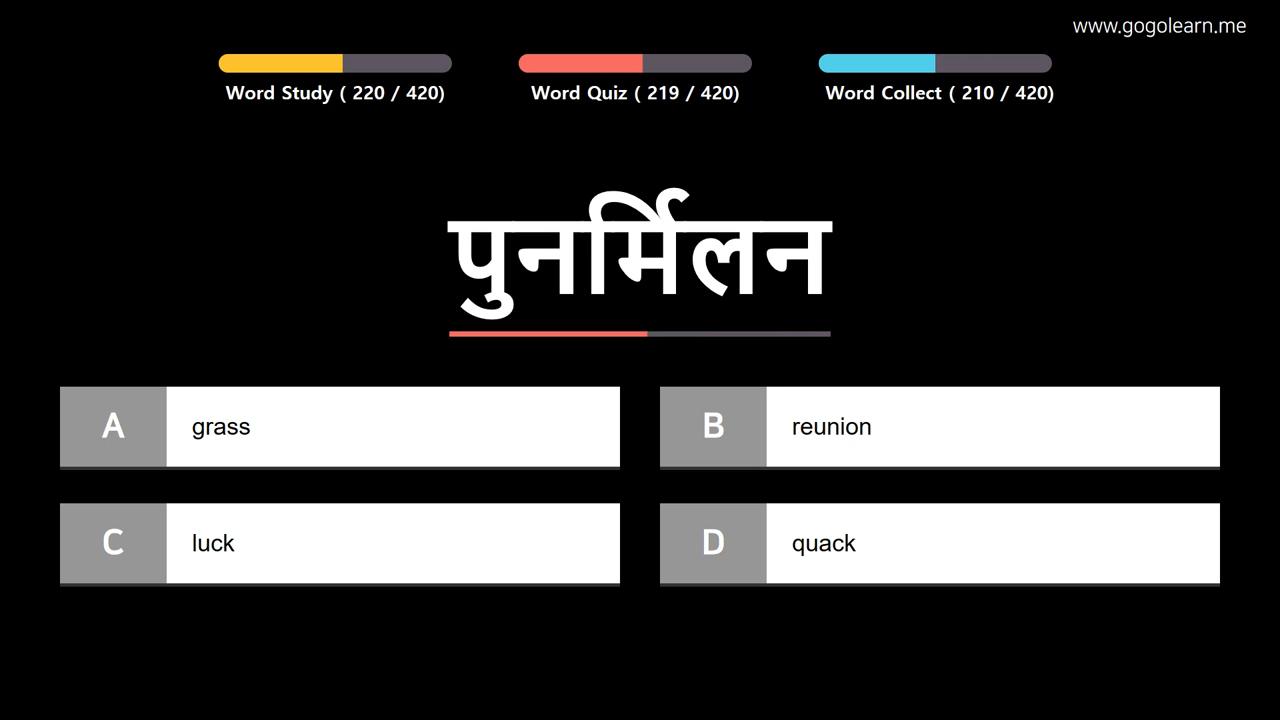 www.gogolearn.me
Word Study ( 220 / 420)
Word Quiz ( 219 / 420)
Word Collect ( 210 / 420)
पुनर्मिलन
A grass
B reunion
C luck
D quack